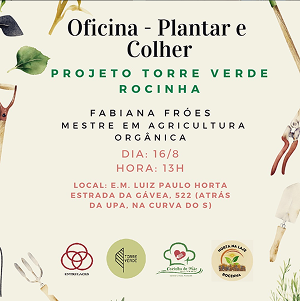 Oficina - Plantar e
Colher
PROJETO TORRE VERDE
ROCINHA
FABIANA FRÓES
MESTRE EM AGRICULTURA
ORGÂNICA
DIA: 16/8
HORA: 13H
LOCAL: E.M. LUIZ PAULO HORTA
ESTRADA DA GÁVEA, 522 (ATRÁS
DA UPA, NA CURVA DO S)
ENTRELAÇOS
TORRE
VERDE
HORTA NA LAJE
ROCINHA